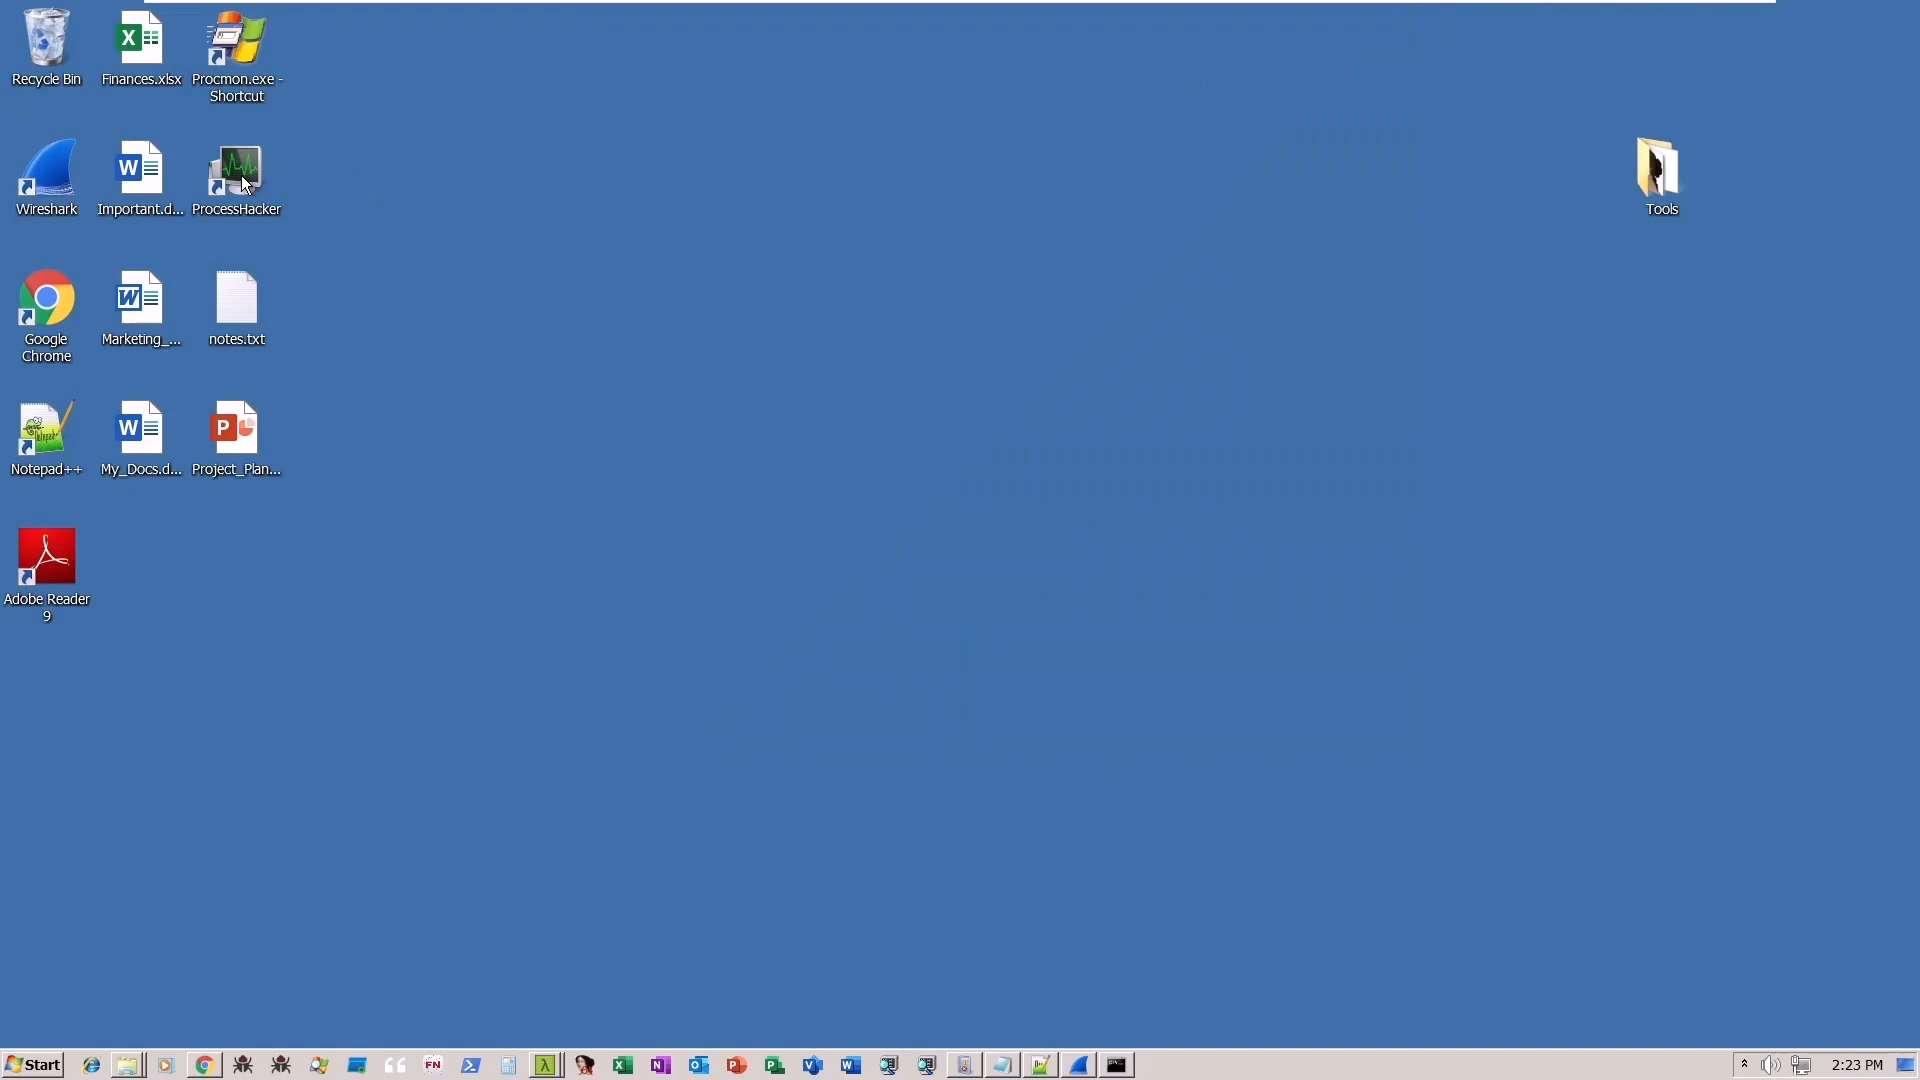 Recycle Bin
Finances.xlsx
Procmon.exe -
Shortcut
Wireshark
Important.d...
ProcessHacker
Tools
Google
Chrome
Marketing_...
notes.txt
Notepad++
My_Docs.d...
Project_Plan...
Adobe Reader
9
Start
FN
2:23 PM